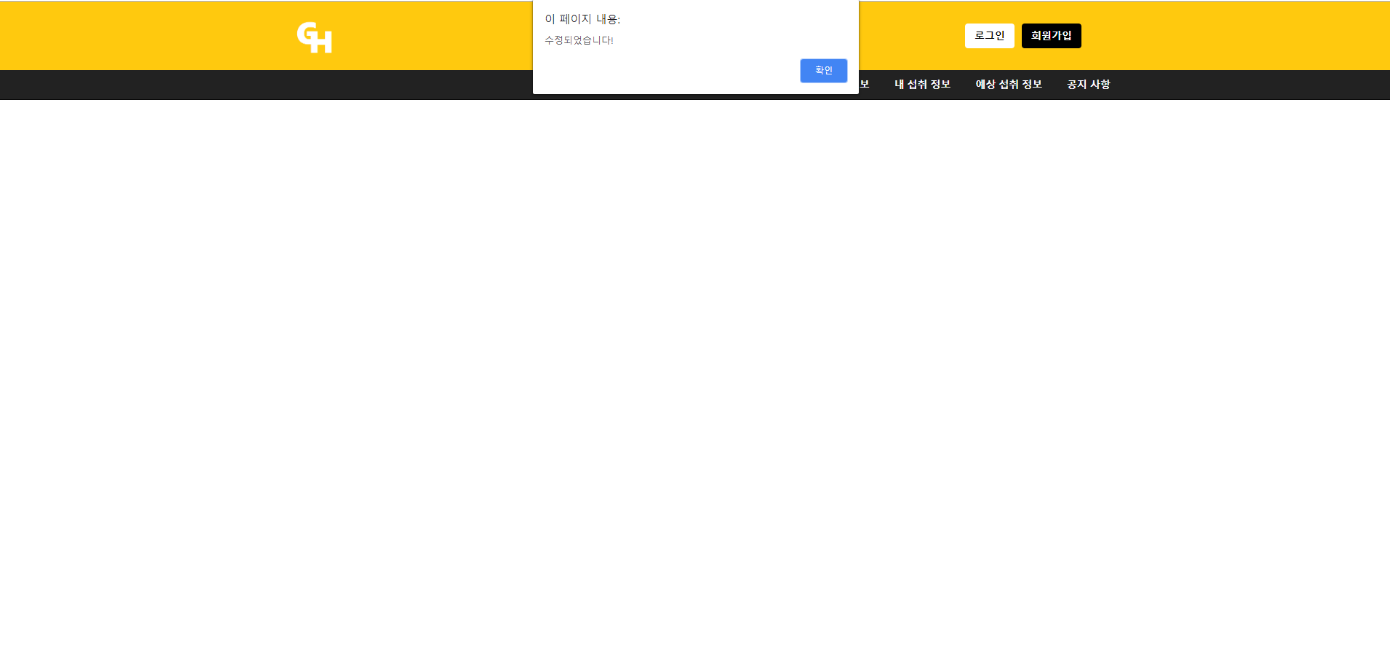 GH
이 페이지 내용:
수정되었습니다!
확인
로그인
회원가입
보
내 섭취 정보
예상 섭취 정보
공지 사항